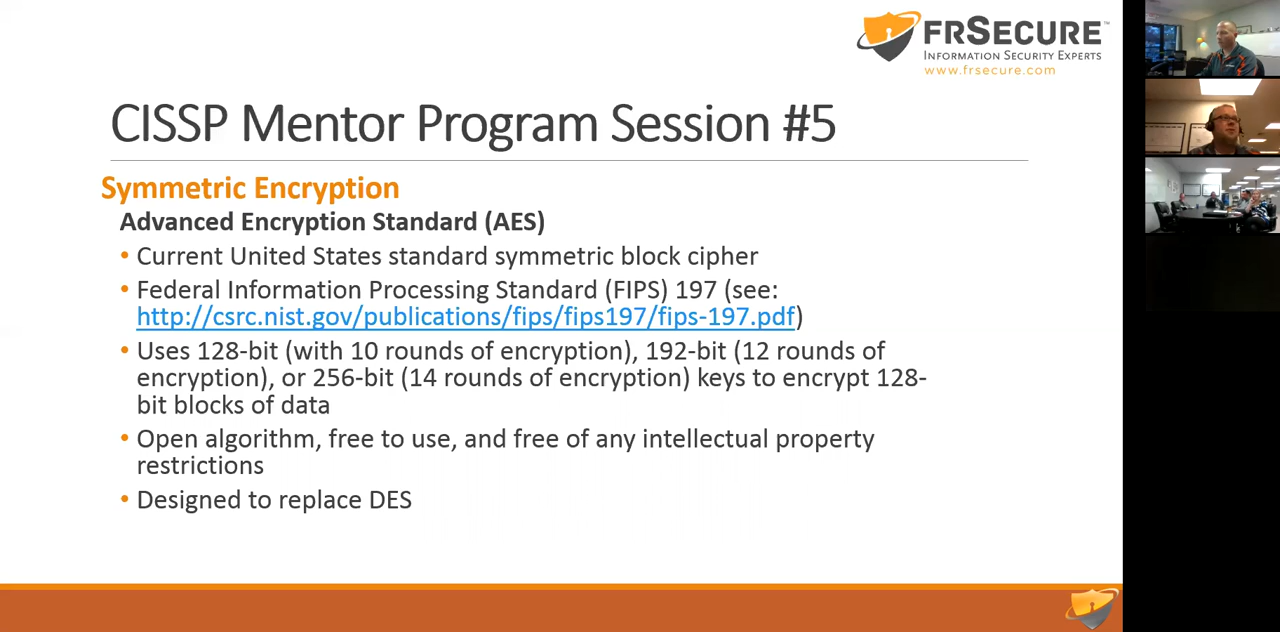 FRSECURE™
INFORMATION SECURITY EXPERTS
www.frsecure.com
CISSP Mentor Program Session #5
Symmetric Encryption
Advanced Encryption Standard (AES)
• Current United States standard symmetric block cipher
• Federal Information Processing Standard (FIPS) 197 (see:
http://csrc.nist.gov/publications/fips/fips197/fips-197.pdf)
• Uses 128-bit (with 10 rounds of encryption), 192-bit (12 rounds of
encryption), or 256-bit (14 rounds of encryption) keys to encrypt 128-
bit blocks of data
• Open algorithm, free to use, and free of any intellectual property
restrictions
• Designed to replace DES